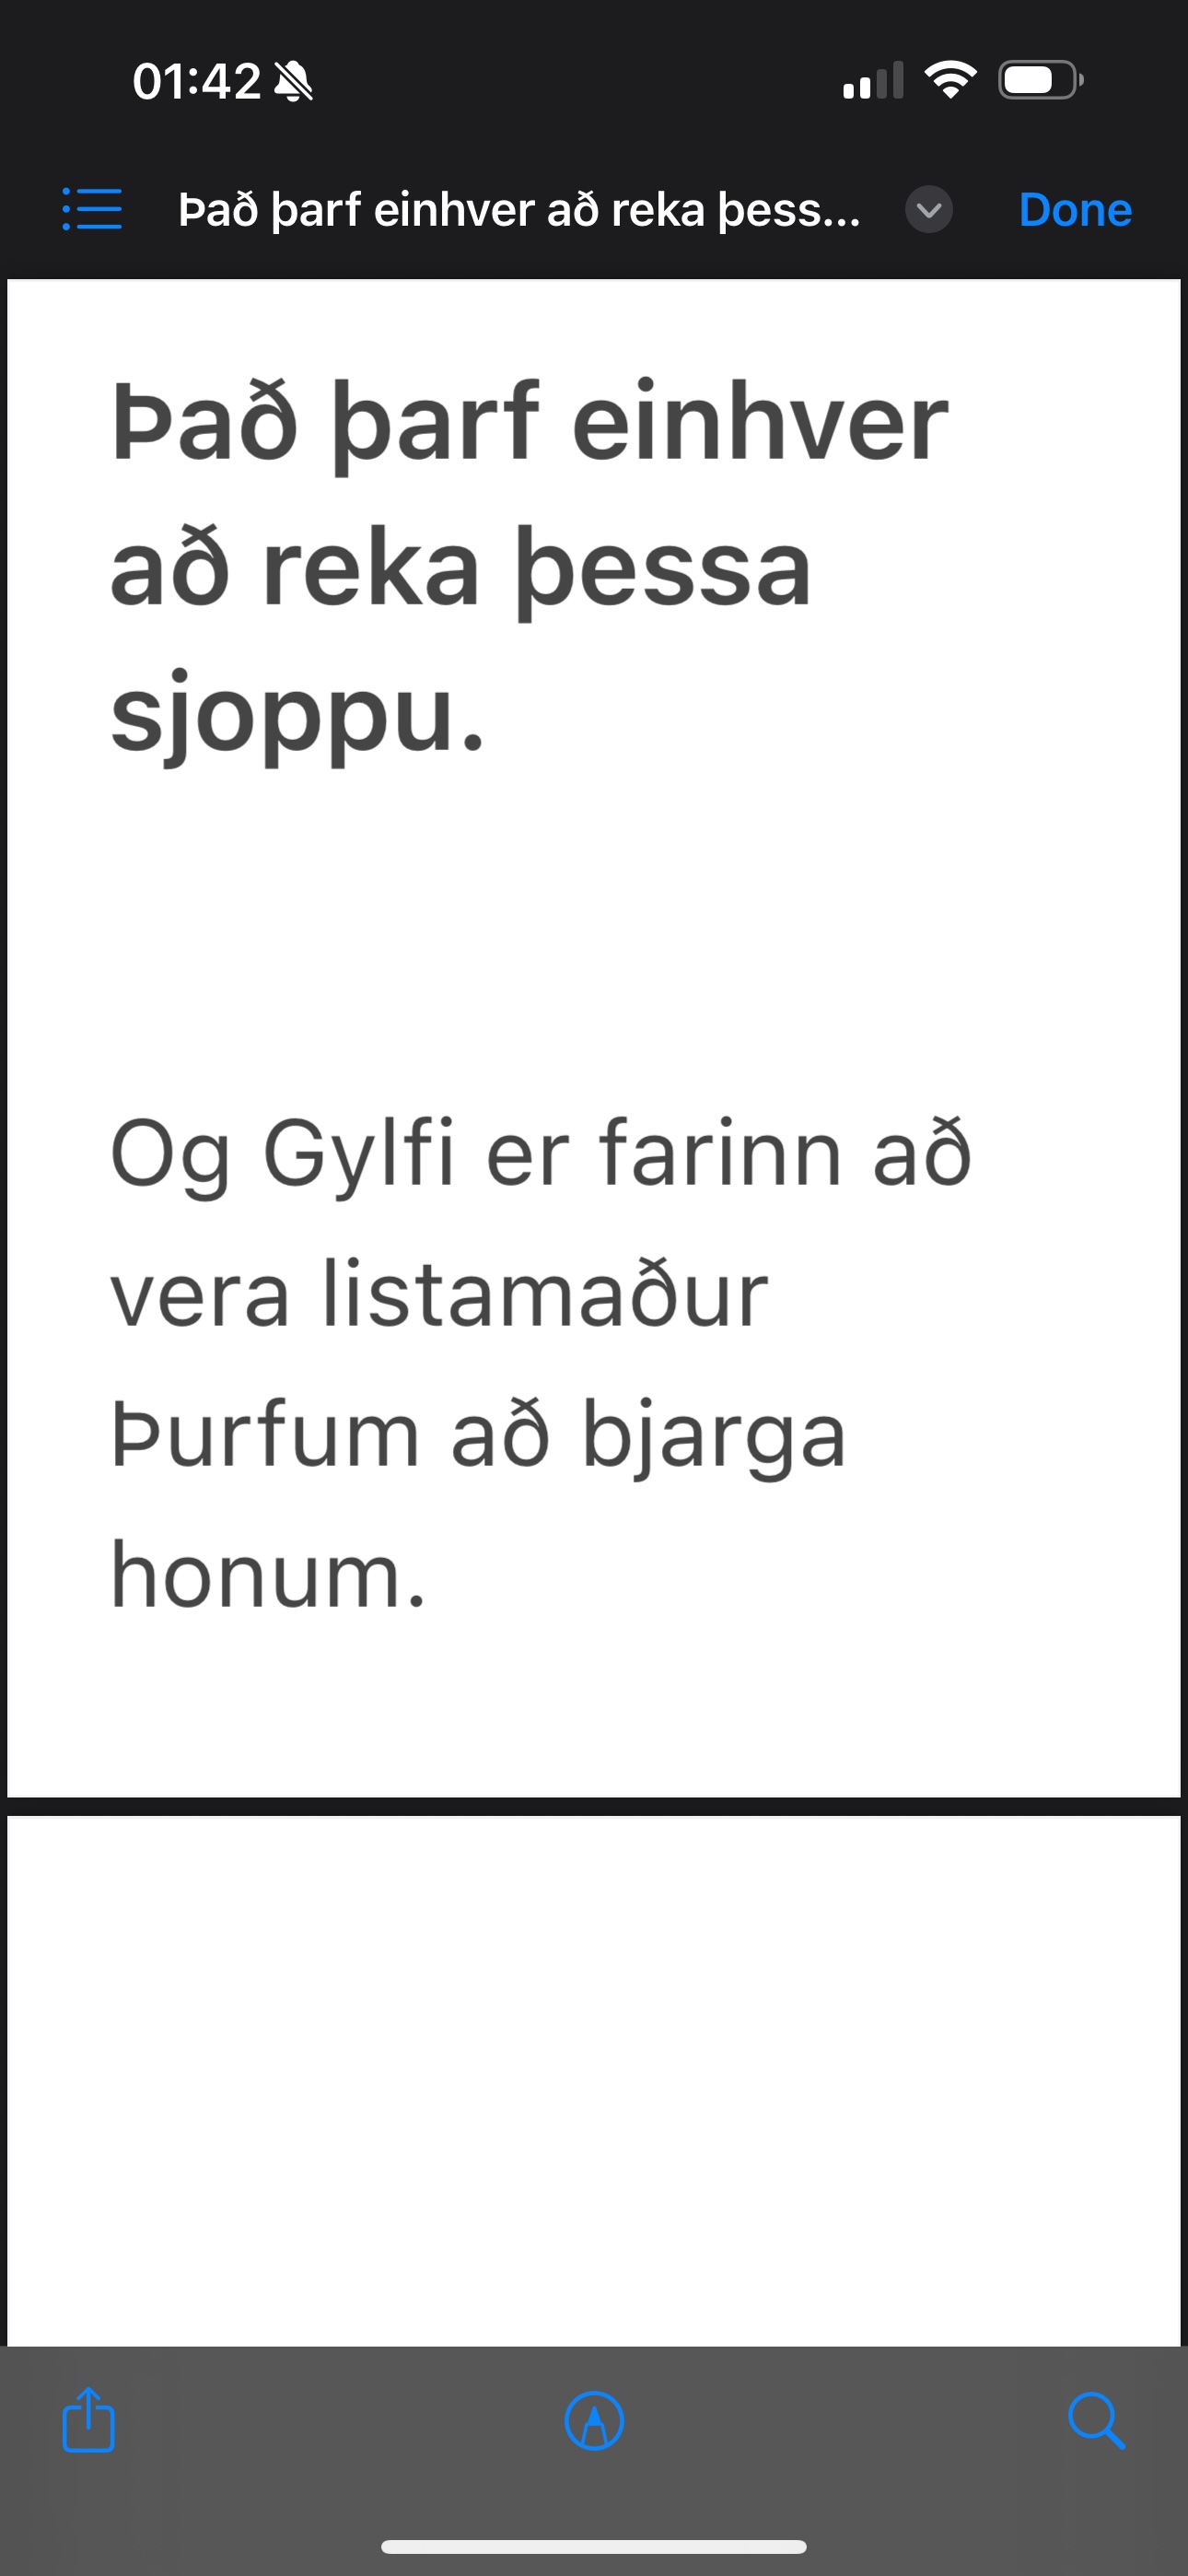 01:42
Það þarf einhver að reka þess... Done
Það þarf einhver
að reka þessa
sjoppu.
Og Gylfi er farinn að
vera listamaður
Þurfum að bjarga
honum.